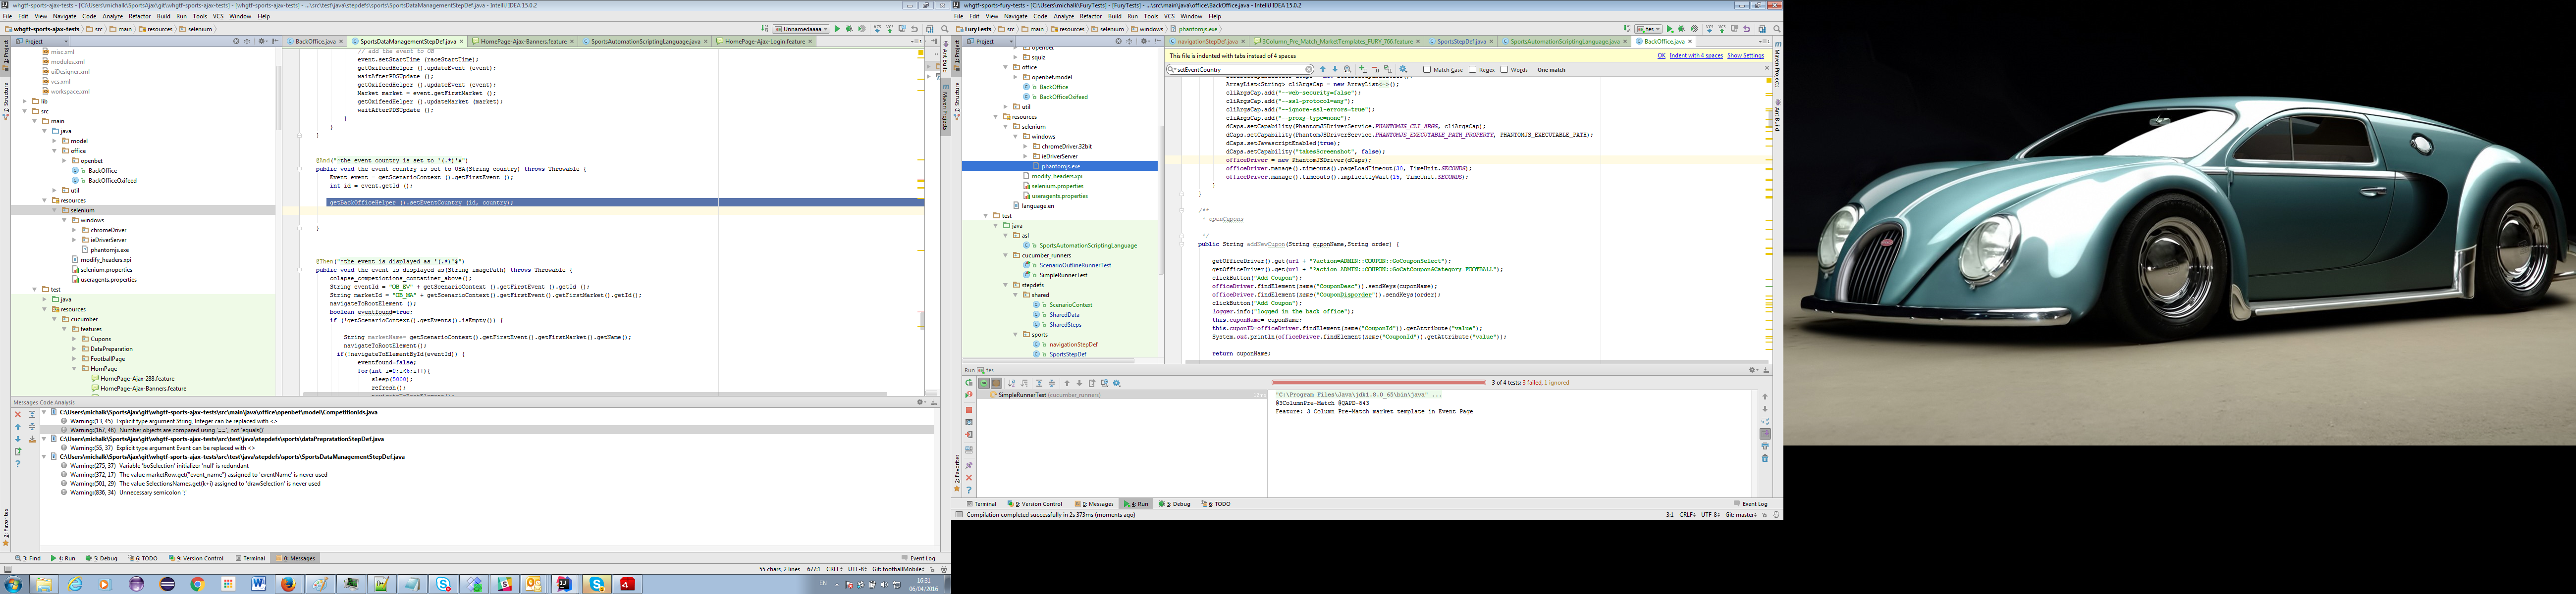 whgtf-sports-ajax-tests - [C:\Users\michalk\SportsAjax\git\whgtf-sports-ajax-tests] - [whgtf-sports-ajax-tests] - ...\src\test\java\stepdefs\sports\SportsDataManagementStepDef.java - IntelliJ IDEA 15.0.2
File Edit View Navigate Code Analyze Refactor Build Run Tools VCS Window Help
whgtf-sports-ajax-tests src main resources selenium
Unnamedaaaa
Project
BackOffice.java
SportsDataManagementStepDef.java
HomePage-Ajax-Banners.feature
SportsAutomationScriptingLanguage.java
HomePage-Ajax-Login.feature
misc.xml
modules.xml
uiDesigner.xml
vcs.xml
workspace.xml
lib
src
main
java
model
office
openbet
BackOffice
BackOfficeOxifeed
util
resources
selenium
windows
chromeDriver
ieDriverServer
phantomjs.exe
modify_headers.xpi
selenium.properties
useragents.properties
test
java
resources
cucumber
features
Cupons
DataPreparation
FootballPage
HomPage
HomePage-Ajax-288.feature
HomePage-Ajax-Banners.feature
// add the event to OB
event.setStartTime (raceStartTime);
getOxifeedHelper ().updateEvent (event);
waitAfterPDSUpdate ();
getOxifeedHelper ().updateEvent (event);
Market market = event.getFirstMarket ();
getOxifeedHelper ().updateMarket (market);
waitAfterPDSUpdate ();
}
}
}
@And("^the event country is set to '(.*)'$")
public void the_event_country_is_set_to_USA(String country) throws Throwable {
Event event = getScenarioContext ().getFirstEvent ();
int id = event.getId ();
getBackOfficeHelper ().setEventCountry (id, country);
}
@Then("^the event is displayed as '(.*)'$")
public void the_event_is_displayed_as(String imagePath) throws Throwable {
colapse_competictions_contatiner_above();
String eventId = "OB_EV" + getScenarioContext ().getFirstEvent ().getId ();
String marketId = "OB_MA" + getScenarioContext().getFirstEvent().getFirstMarket().getId();
navigateToRootElement ();
boolean eventfound=true;
if (!getScenarioContext().getEvents().isEmpty()) {
String marketName= getScenarioContext().getFirstEvent().getFirstMarket().getName();
navigateToRootElement();
if(!navigateToElementById(eventId)) {
eventfound=false;
for(int i=0;i<6;i++){
sleep(5000);
refresh();
Messages Code Analysis
C:\Users\michalk\SportsAjax\git\whgtf-sports-ajax-tests\src\main\java\office\openbet\model\CompetitionIds.java
Warning:(13, 45) Explicit type argument String, Integer can be replaced with <>
Warning:(167, 48) Number objects are compared using '==', not 'equals()'
C:\Users\michalk\SportsAjax\git\whgtf-sports-ajax-tests\src\test\java\stepdefs\sports\dataPrepratationStepDef.java
Warning:(55, 37) Explicit type argument Event can be replaced with <>
C:\Users\michalk\SportsAjax\git\whgtf-sports-ajax-tests\src\test\java\stepdefs\sports\SportsDataManagementStepDef.java
Warning:(275, 37) Variable 'boSelection' initializer 'null' is redundant
Warning:(372, 17) The value marketRow.get("event_name") assigned to 'eventName' is never used
Warning:(501, 29) The value SelectionsNames.get(k+i) assigned to 'drawSelection' is never used
Warning:(836, 34) Unnecessary semicolon ';'
3: Find 4: Run 5: Debug 6: TODO 9: Version Control Terminal 0: Messages Event Log
55 chars, 2 lines 677:1 CRLF÷ UTF-8÷ Git: footballMobile÷
EN 16:31
06/04/2016
whgtf-sports-fury-tests - [C:\Users\michalk\FuryTests] - [FuryTests] - ...\src\main\java\office\BackOffice.java - IntelliJ IDEA 15.0.2
File Edit View Navigate Code Analyze Refactor Build Run Tools VCS Window Help
furyTests src main resources selenium windows phantomjs.exe
tes
Project
navigationStepDef.java
3Column_Pre_Match_MarketTemplates_FURY_766.feature
SportsStepDef.java
SportsAutomationScriptingLanguage.java
BackOffice.java
This file is indented with tabs instead of 4 spaces
OK Indent with 4 spaces Show Settings
setEventCountry
Match Case Regex Words One match
openbet
squiz
office
openbet.model
BackOffice
BackOfficeOxifeed
util
resources
selenium
windows
chromeDriver.32bit
ieDriverServer
phantomjs.exe
modify_headers.xpi
selenium.properties
useragents.properties
language.en
test
java
asl
SportsAutomationScriptingLanguage
cucumber_runners
ScenarioOutlineRunnerTest
SimpleRunnerTest
stepdefs
shared
ScenarioContext
SharedData
SharedSteps
sports
navigationStepDef
SportsStepDef
ArrayList<String> cliArgsCap = new ArrayList<~>();
cliArgsCap.add("--web-security=false");
cliArgsCap.add("--ssl-protocol=any");
cliArgsCap.add("--ignore-ssl-errors=true");
cliArgsCap.add("--proxy-type=none");
dCaps.setCapability(PhantomJSDriverService.PHANTOMJS_CLI_ARGS, cliArgsCap);
dCaps.setCapability(PhantomJSDriverService.PHANTOMJS_EXECUTABLE_PATH_PROPERTY, PHANTOMJS_EXECUTABLE_PATH);
dCaps.setJavascriptEnabled(true);
dCaps.setCapability("takesScreenshot", false);
officeDriver = new PhantomJSDriver(dCaps);
officeDriver.manage().timeouts().pageLoadTimeout(30, TimeUnit.SECONDS);
officeDriver.manage().timeouts().implicitlyWait(15, TimeUnit.SECONDS);
}
}
/**
* openCupons
*/
public String addNewCupon(String cuponName,String order) {
getOfficeDriver().get(url + "?action=ADMIN::COUPON::GoCouponSelect");
getOfficeDriver().get(url + "?action=ADMIN::COUPON::GoCatCoupon&Category=FOOTBALL");
clickButton("Add Coupon");
officeDriver.findElement(name("CouponDesc")).sendKeys(cuponName);
officeDriver.findElement(name("CouponDisporder")).sendKeys(order);
clickButton("Add Coupon");
logger.info("logged in the back office");
this.cuponName= cuponName;
this.cuponID=officeDriver.findElement(name("CouponId")).getAttribute("value");
System.out.println(officeDriver.findElement(name("CouponId")).getAttribute("value"));
return cuponName;
Run tes
3 of 4 tests: 3 failed, 1 ignored
SimpleRunnerTest (cucumber_runners)
"C:\Program Files\Java\jdk1.8.0_65\bin\java" ...
@3ColumnPre-Match @QAPD-843
Feature: 3 Column Pre-Match market template in Event Page
Terminal 9: Version Control 0: Messages 4: Run 5: Debug 6: TODO Event Log
Compilation completed successfully in 2s 373ms (moments ago)
3:1 CRLF÷ UTF-8÷ Git: master÷
1: Project
7: Structure
2: Favorites
Ant Build
Maven Projects